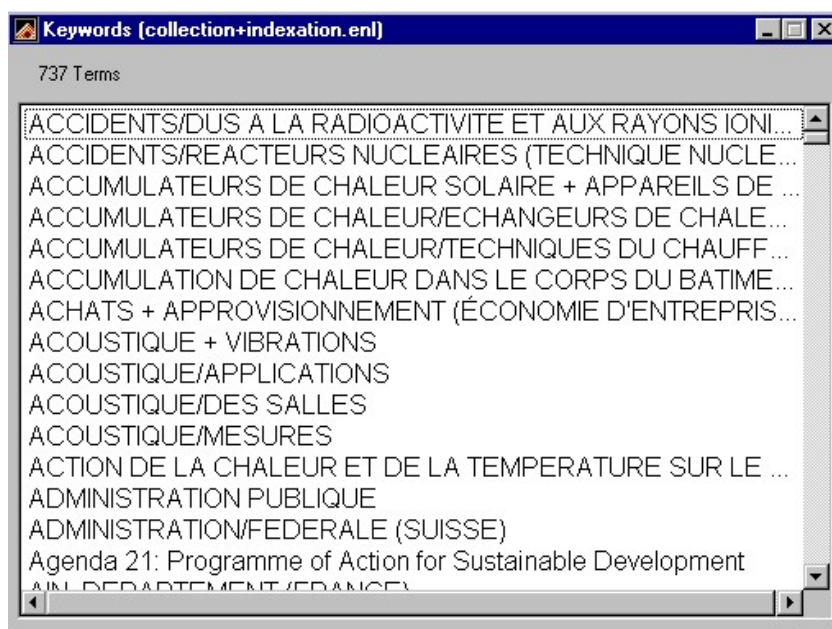 Keywords (collection+indexation.enl)
737 Terms
ACCIDENTS/DUS A LA RADIOACTIVITE ET AUX RAYONS IONI...
ACCIDENTS/REACTEURS NUCLEAIRES (TECHNIQUE NUCLE...
ACCUMULATEURS DE CHALEUR SOLAIRE + APPAREILS DE ...
ACCUMULATEURS DE CHALEUR/ECHANGEURS DE CHALE...
ACCUMULATEURS DE CHALEUR/TECHNIQUES DU CHAUFF...
ACCUMULATION DE CHALEUR DANS LE CORPS DU BATIME...
ACHATS + APPROVISIONNEMENT (ÉCONOMIE D'ENTREPRIS...
ACOUSTIQUE + VIBRATIONS
ACOUSTIQUE/APPLICATIONS
ACOUSTIQUE/DES SALLES
ACOUSTIQUE/MESURES
ACTION DE LA CHALEUR ET DE LA TEMPERATURE SUR LE ...
ADMINISTRATION PUBLIQUE
ADMINISTRATION/FEDERALE (SUISSE)
Agenda 21: Programme of Action for Sustainable Development
AIN, DEPARTEMENT (FRANCE)